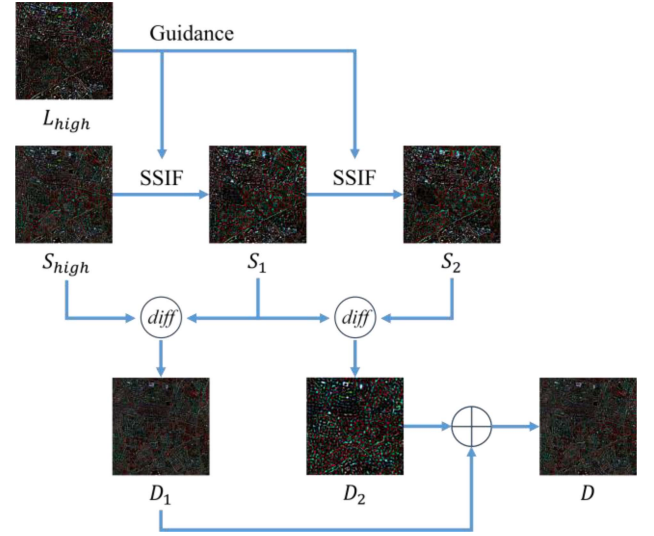 Guidance
L_high
SSIF SSIF
S_high S_1 S_2
diff diff
D_1 D_2 D